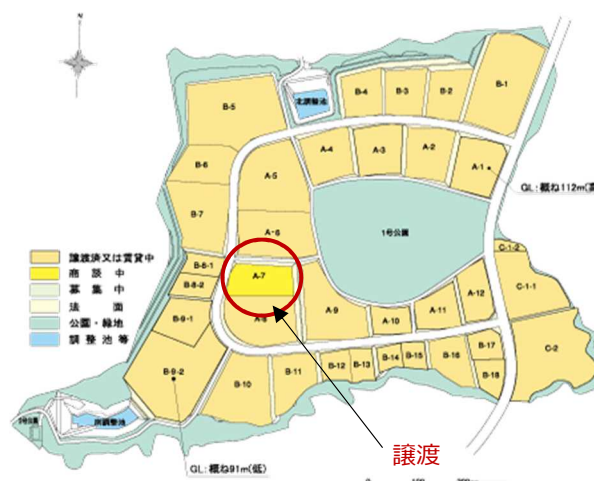 N
B-1
B-5
B-4
B-3
B-2
北調整池
A-4
A-3
A-2
A-1
B-6
A-5
GL:概ね112m(高
B-7
A-6
1号公園
C-1-2
譲渡済又は賃貸中
商談中
募集中
法面
公園・緑地
調整池等
B-8-1
B-8-2
A-7
A-12
C-1-1
A-8
A-9
A-10
A-11
B-9-1
B-9-2
B-10
B-11
B-12
B-13
B-14
B-15
B-16
B-17
B-18
C-2
南調整池
GL:概ね91m(低)
譲渡